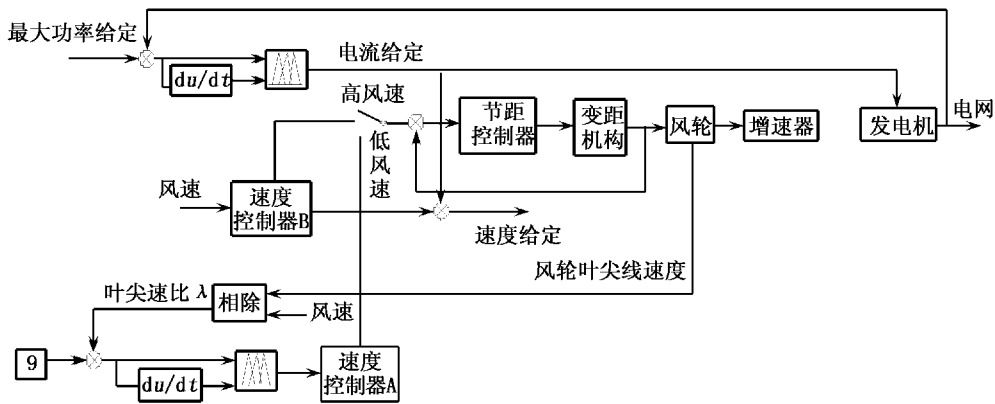 最大功率给定
du/dt
电流给定
高风速
低风速
节距
控制器
变距
机构
风轮
增速器
发电机
电网
风速
速度
控制器B
速度给定
风轮叶尖线速度
叶尖速比 λ
相除
风速
9
du/dt
速度
控制器A